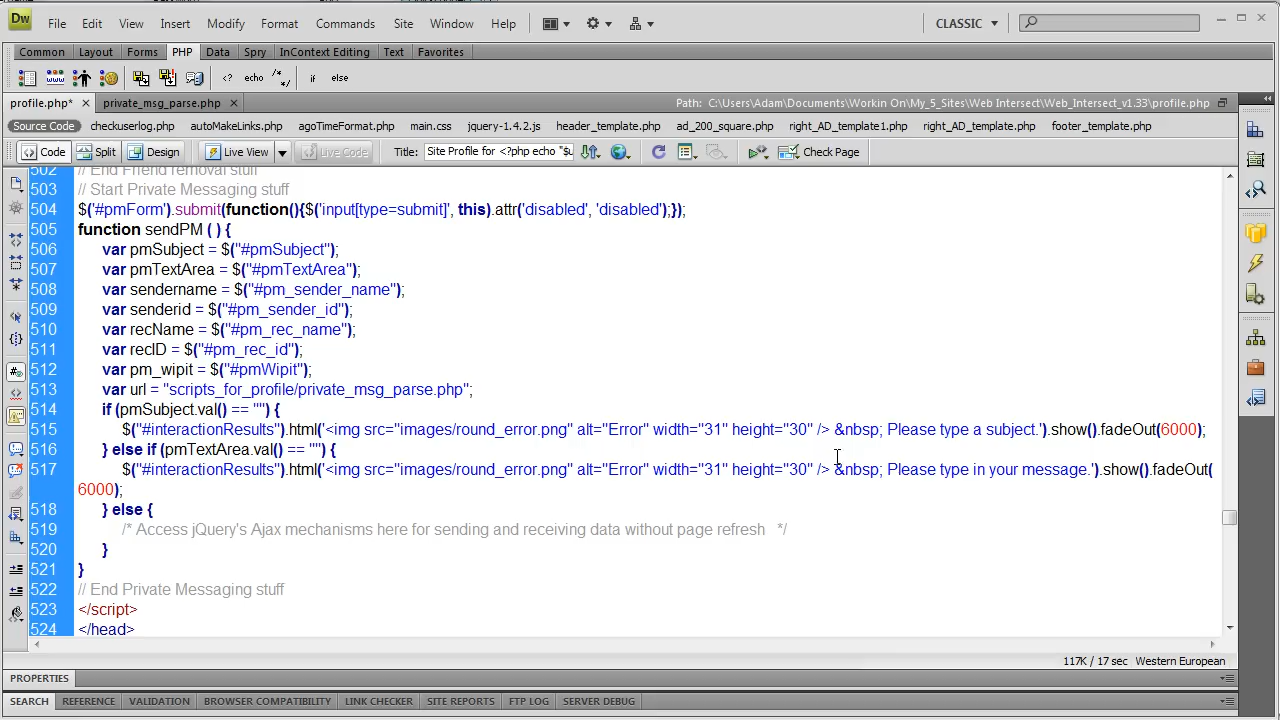 Dw File Edit View Insert Modify Format Commands Site Window Help CLASSIC
Common Layout Forms PHP Data Spry InContext Editing Text Favorites
<? echo /* */ if else
profile.php* × private_msg_parse.php × Path: C:\Users\Adam\Documents\Workin On\My_5_Sites\Web Intersect\Web_Intersect_v1.33\profile.php
Source Code checkuserlog.php autoMakeLinks.php agoTimeFormat.php main.css jquery-1.4.2.js header_template.php ad_200_square.php right_AD_template1.php right_AD_template.php footer_template.php
Code Split Design Live View Live Code Title: Site Profile for <?php echo "$u Check Page
502 // End Friend removal stuff
503 // Start Private Messaging stuff
504 $('#pmForm').submit(function(){$('input[type=submit]', this).attr('disabled', 'disabled');});
505 function sendPM ( ) {
506 var pmSubject = $("#pmSubject");
507 var pmTextArea = $("#pmTextArea");
508 var sendername = $("#pm_sender_name");
509 var senderid = $("#pm_sender_id");
510 var recName = $("#pm_rec_name");
511 var recID = $("#pm_rec_id");
512 var pm_wipit = $("#pmWipit");
513 var url = "scripts_for_profile/private_msg_parse.php";
514 if (pmSubject.val() == "") {
515 $("#interactionResults").html('<img src="images/round_error.png" alt="Error" width="31" height="30" /> &nbsp; Please type a subject.').show().fadeOut(6000);
516 } else if (pmTextArea.val() == "") {
517 $("#interactionResults").html('<img src="images/round_error.png" alt="Error" width="31" height="30" /> &nbsp; Please type in your message.').show().fadeOut(
6000);
518 } else {
519 /* Access jQuery's Ajax mechanisms here for sending and receiving data without page refresh */
520 }
521 }
522 // End Private Messaging stuff
523 </script>
524 </head>
117K / 17 sec Western European
PROPERTIES
SEARCH REFERENCE VALIDATION BROWSER COMPATIBILITY LINK CHECKER SITE REPORTS FTP LOG SERVER DEBUG